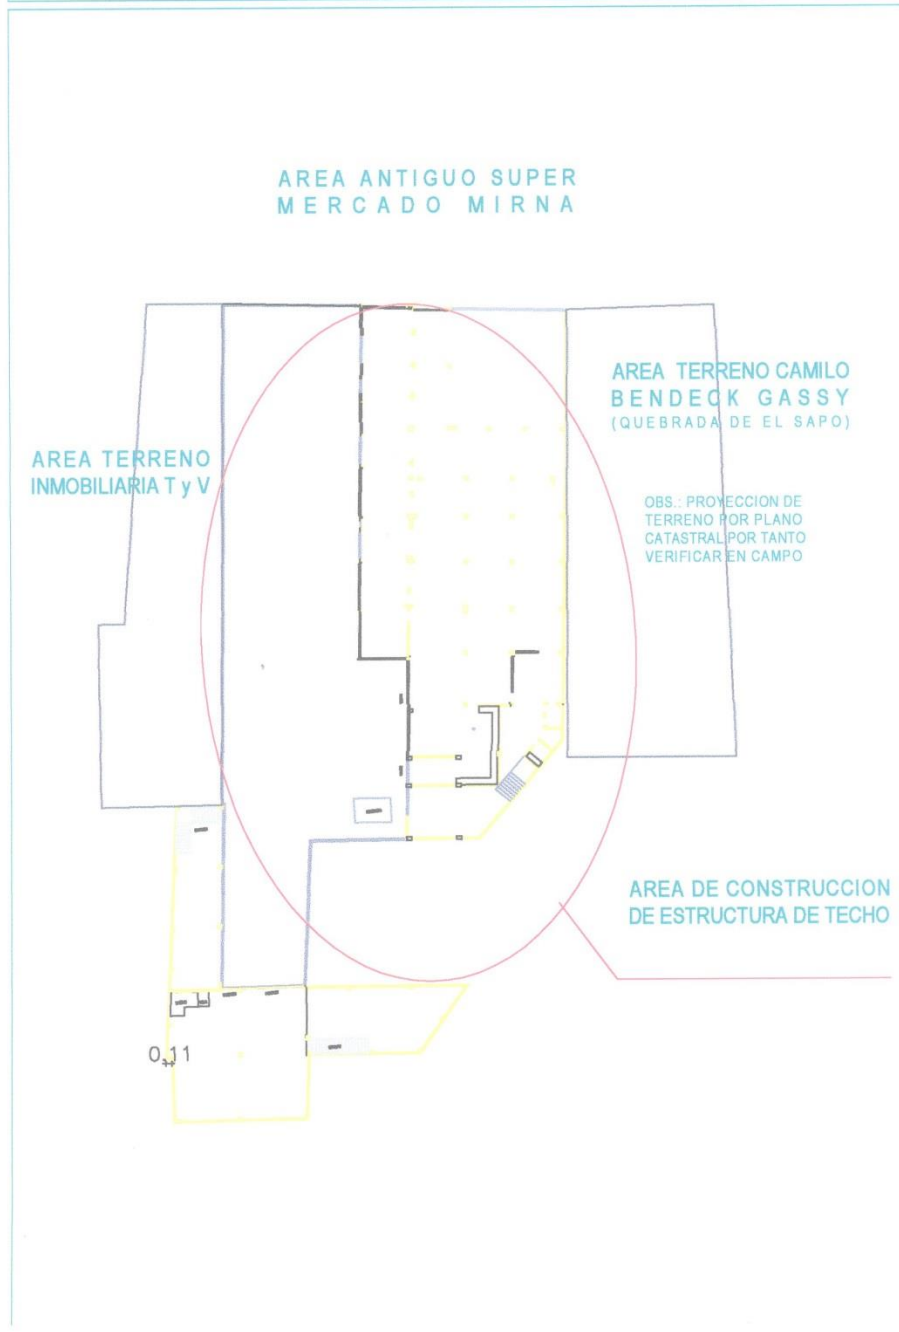 AREA ANTIGUO SUPER
MERCADO MIRNA
AREA TERRENO CAMILO
BENDECK GASSY
(QUEBRADA DE EL SAPO)
AREA TERRENO
INMOBILIARIA T y V
OBS.: PROYECCION DE
TERRENO POR PLANO
CATASTRAL POR TANTO
VERIFICAR EN CAMPO
AREA DE CONSTRUCCION
DE ESTRUCTURA DE TECHO
0,11